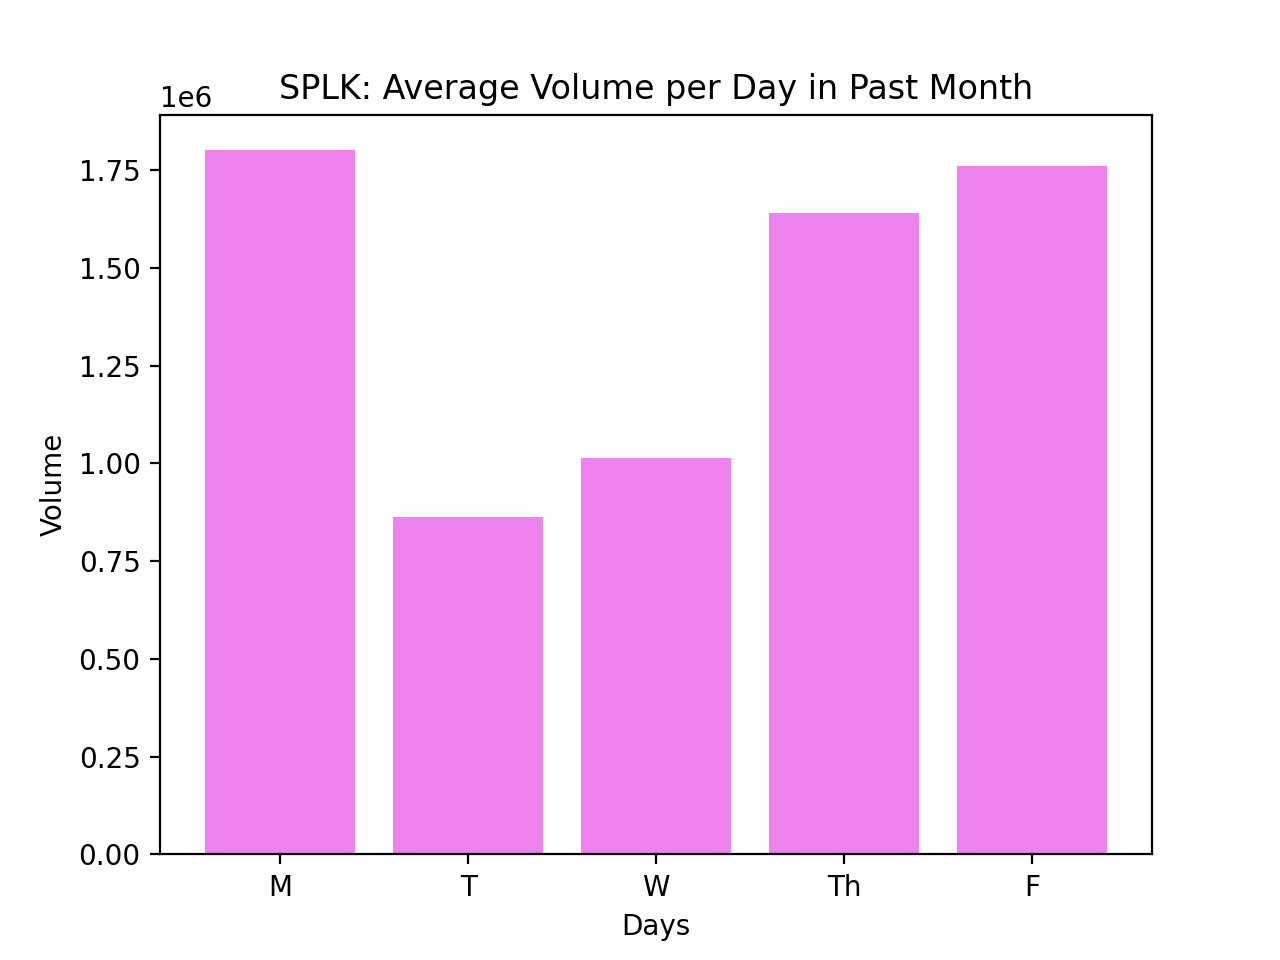 SPLK: Average Volume per Day in Past Month
1e6
1.75
1.50
1.25
1.00
0.75
0.50
0.25
0.00
Volume
M T W Th F
Days